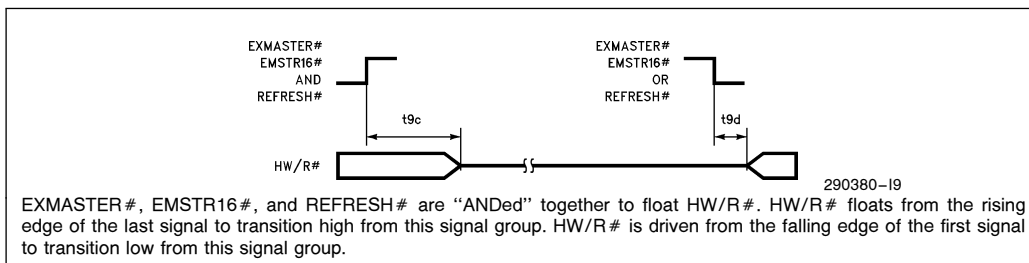 EXMASTER#
EMSTR16#
AND
REFRESH#
EXMASTER#
EMSTR16#
OR
REFRESH#
t9c
t9d
HW/R#
290380–I9
EXMASTER#, EMSTR16#, and REFRESH# are “ANDed” together to float HW/R#. HW/R# floats from the rising
edge of the last signal to transition high from this signal group. HW/R# is driven from the falling edge of the first signal
to transition low from this signal group.